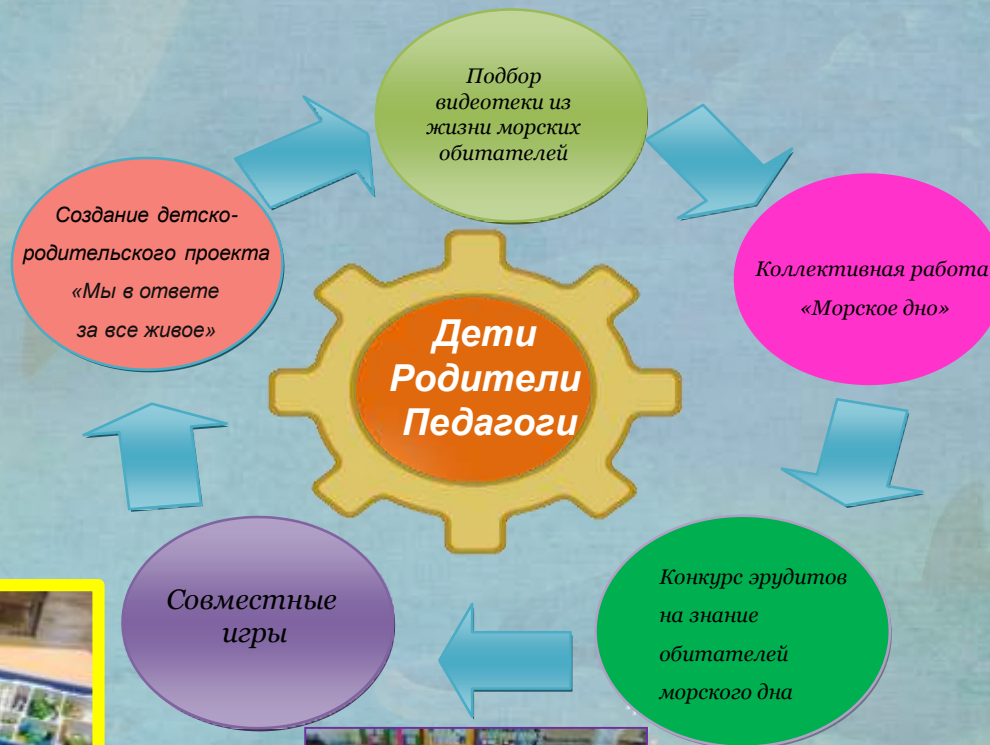 Подбор
видеотеки из
жизни морских
обитателей
Создание детско-
родительского проекта
«Мы в ответе
за все живое»
Коллективная работа
«Морское дно»
Дети
Родители
Педагоги
Совместные
игры
Конкурс эрудитов
на знание
обитателей
морского дна